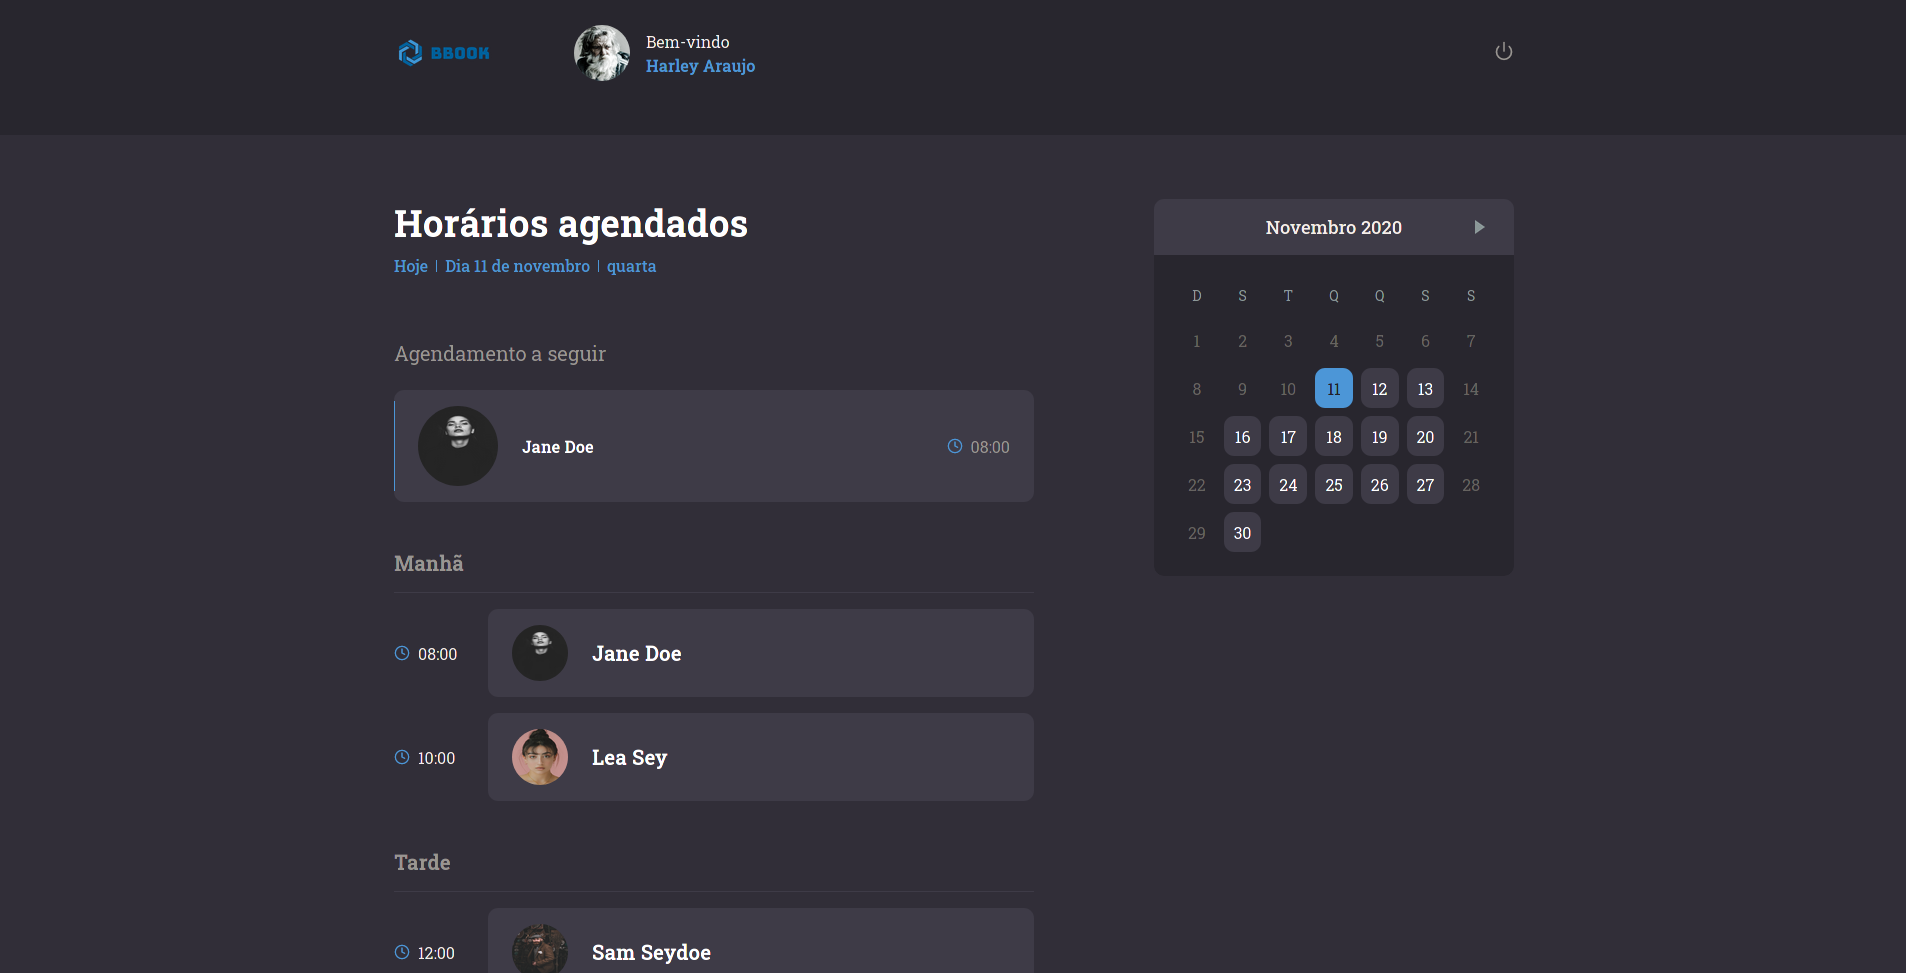 BBOOK
Bem-vindo
Harley Araujo
Horários agendados
Hoje | Dia 11 de novembro | quarta
Agendamento a seguir
Jane Doe 08:00
Manhã
08:00 Jane Doe
10:00 Lea Sey
Tarde
12:00 Sam Seydoe
Novembro 2020
D S T Q Q S S
1 2 3 4 5 6 7
8 9 10 11 12 13 14
15 16 17 18 19 20 21
22 23 24 25 26 27 28
29 30